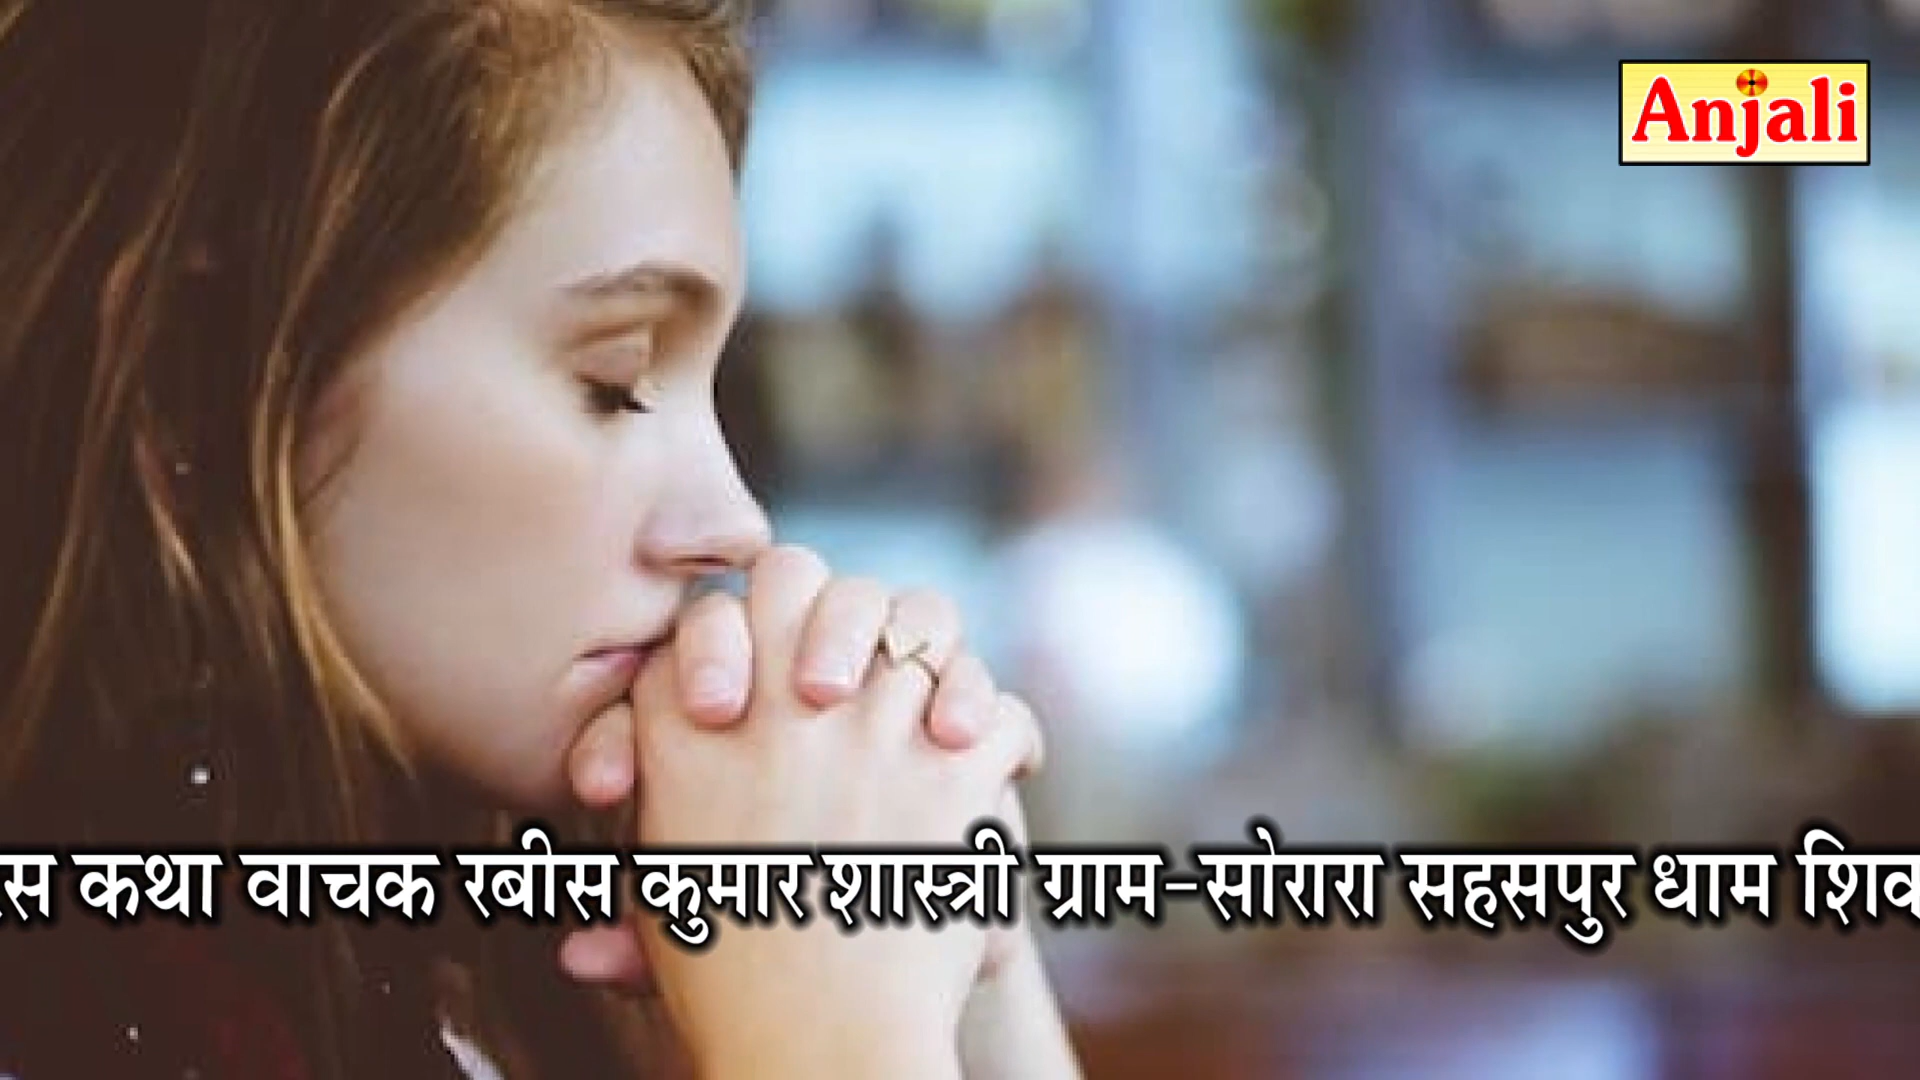 Anjali
स कथा वाचक रबीस कुमार शास्त्री ग्राम-सोरारा सहसपुर धाम शिव